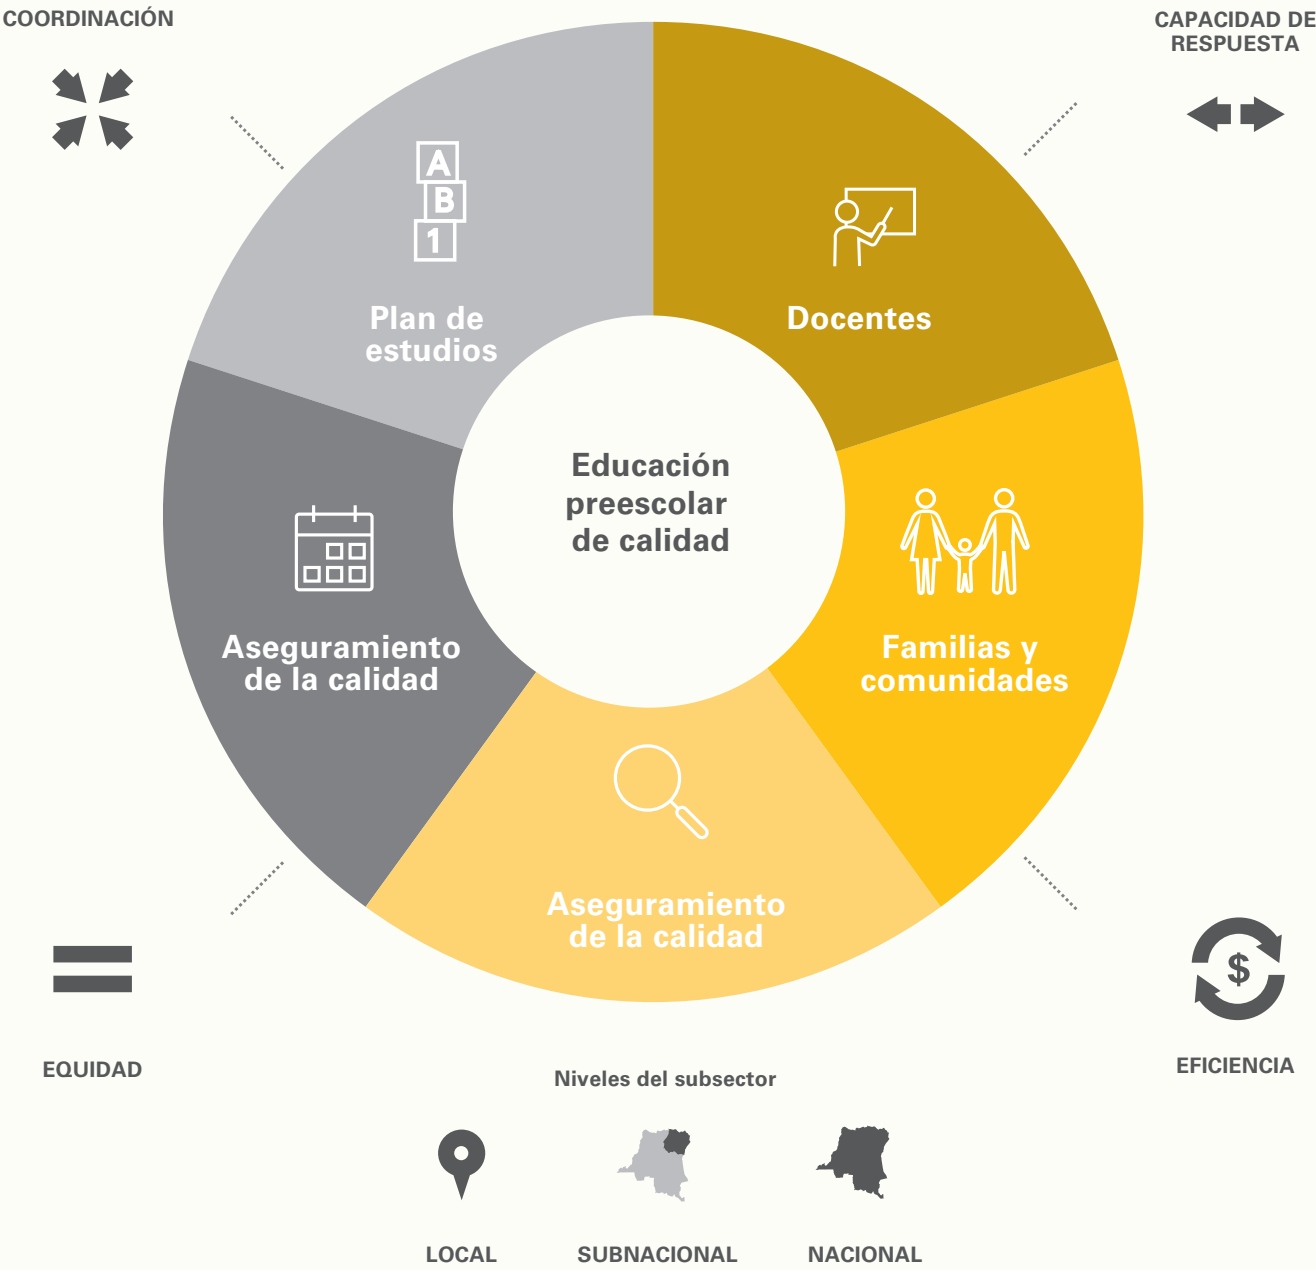 COORDINACIÓN
CAPACIDAD DE
RESPUESTA
A
B
1
Plan de
estudios
Docentes
Educación
preescolar
de calidad
Aseguramiento
de la calidad
Familias y
comunidades
Aseguramiento
de la calidad
$
EQUIDAD
EFICIENCIA
Niveles del subsector
LOCAL
SUBNACIONAL
NACIONAL